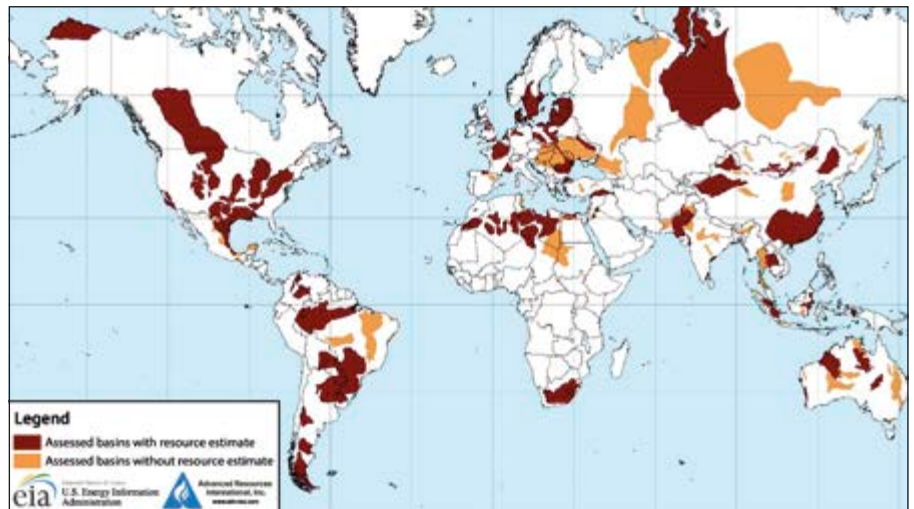 Legend
Assessed basins with resource estimate
Assessed basins without resource estimate
eia
U.S. Energy Information
Administration
Advanced Resources
International, Inc.